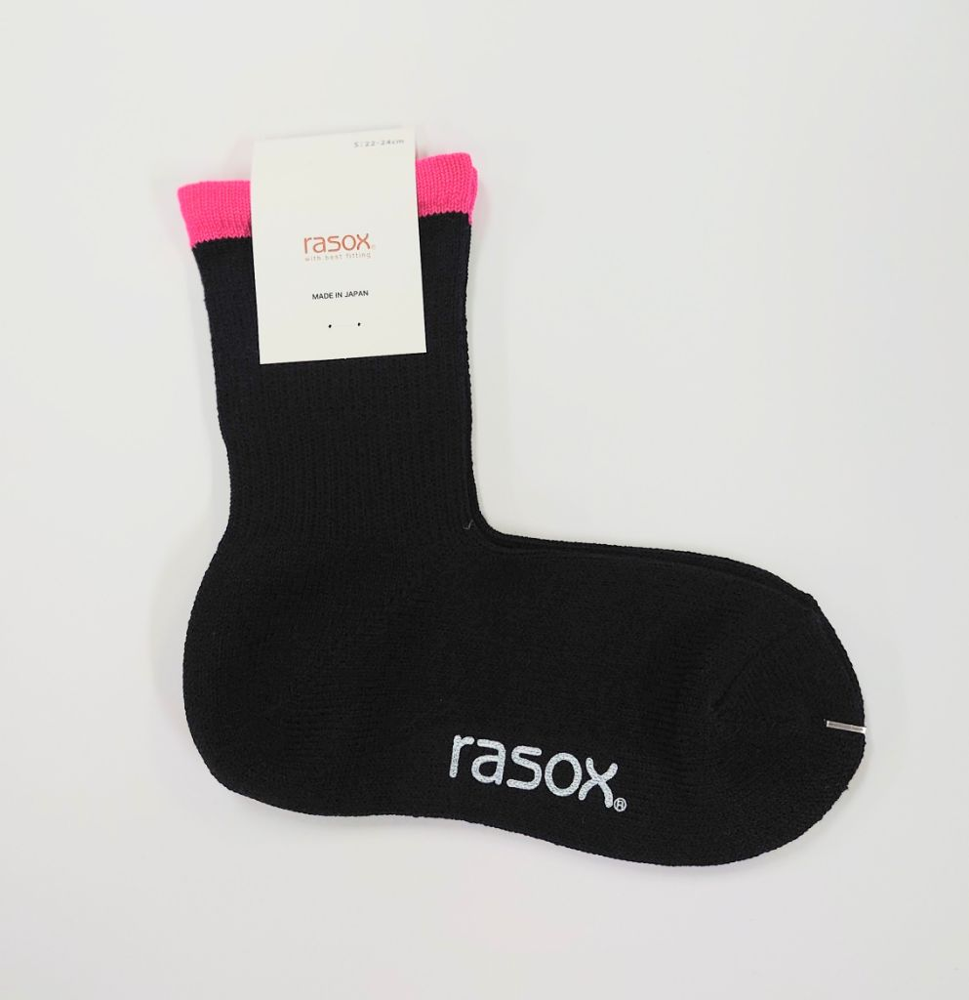 S:22-24cm
rasox®
with best fitting
MADE IN JAPAN
rasox®